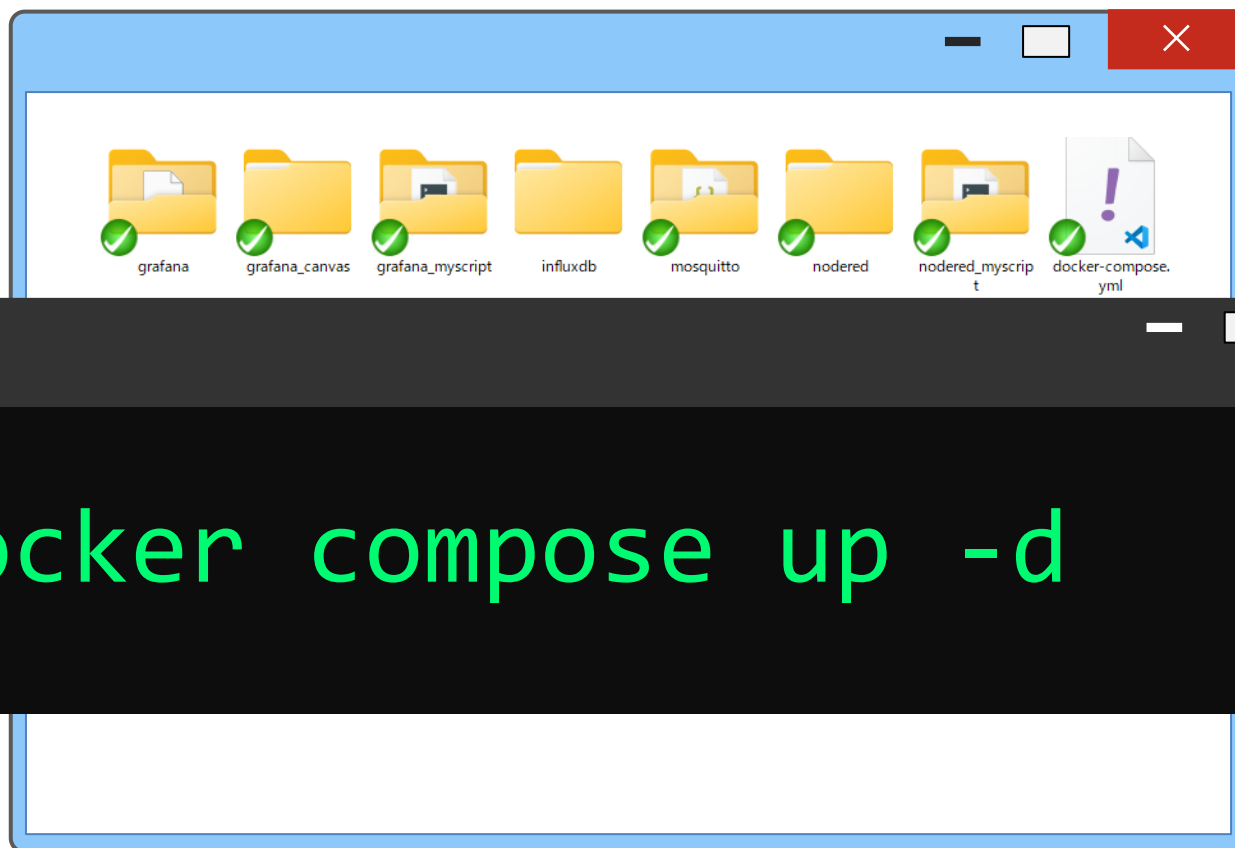 grafana grafana_canvas grafana_myscript influxdb mosquitto nodered nodered_myscrip docker-compose.
t yml
ocker compose up -d